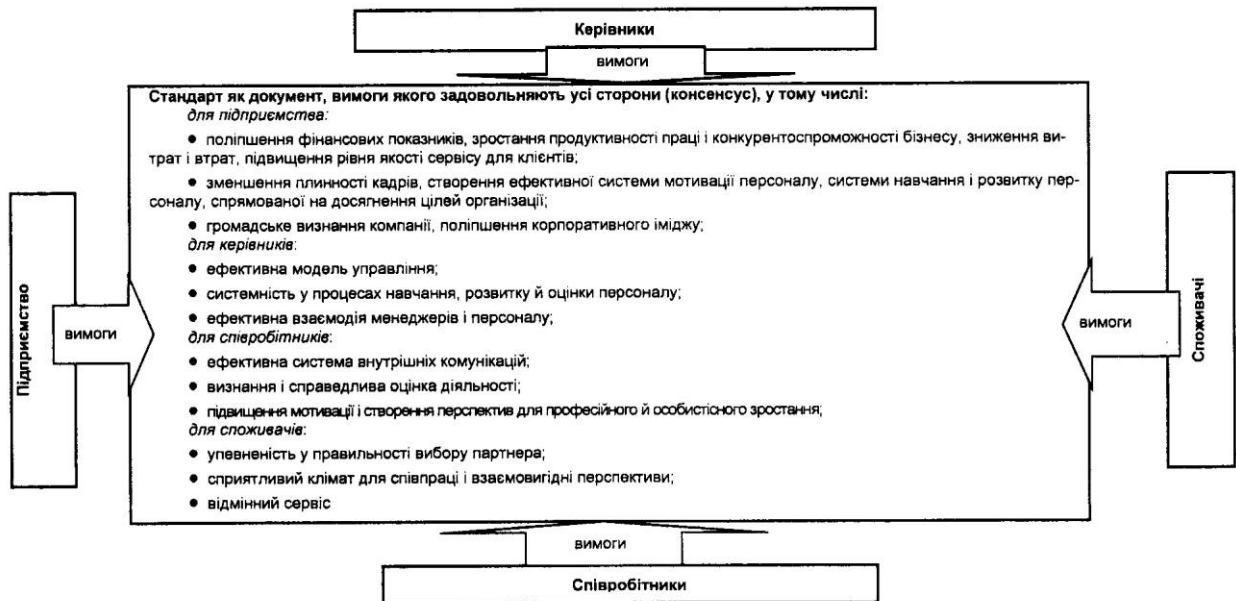 Керівники
вимоги
Стандарт як документ, вимоги якого задовольняють усі сторони (консенсус), у тому числі:
для підприємства:
● поліпшення фінансових показників, зростання продуктивності праці і конкурентоспроможності бізнесу, зниження ви-
трат і втрат, підвищення рівня якості сервісу для клієнтів;
● зменшення плинності кадрів, створення ефективної системи мотивації персоналу, системи навчання і розвитку пер-
соналу, спрямованої на досягнення цілей організації;
● громадське визнання компанії, поліпшення корпоративного іміджу;
для керівників:
● ефективна модель управління;
● системність у процесах навчання, розвитку й оцінки персоналу;
● ефективна взаємодія менеджерів і персоналу;
для співробітників:
● ефективна система внутрішніх комунікацій;
● визнання і справедлива оцінка діяльності;
● підвищення мотивації і створення перспектив для професійного й особистісного зростання;
для споживачів:
● упевненість у правильності вибору партнера;
● сприятливий клімат для співпраці і взаємовигідні перспективи;
● відмінний сервіс
Підприємство
вимоги
вимоги
Споживачі
вимоги
Співробітники